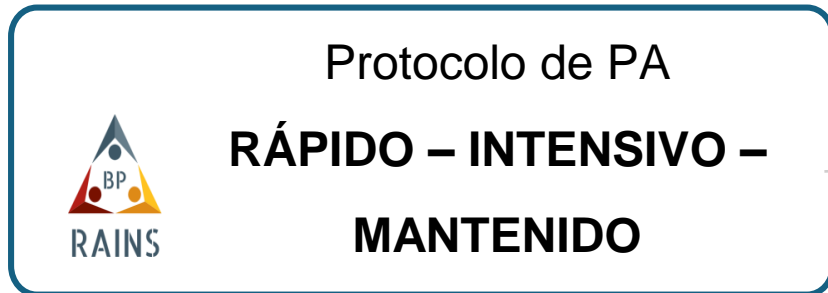 Protocolo de PA
RÁPIDO – INTENSIVO –
MANTENIDO
BP
RAINS